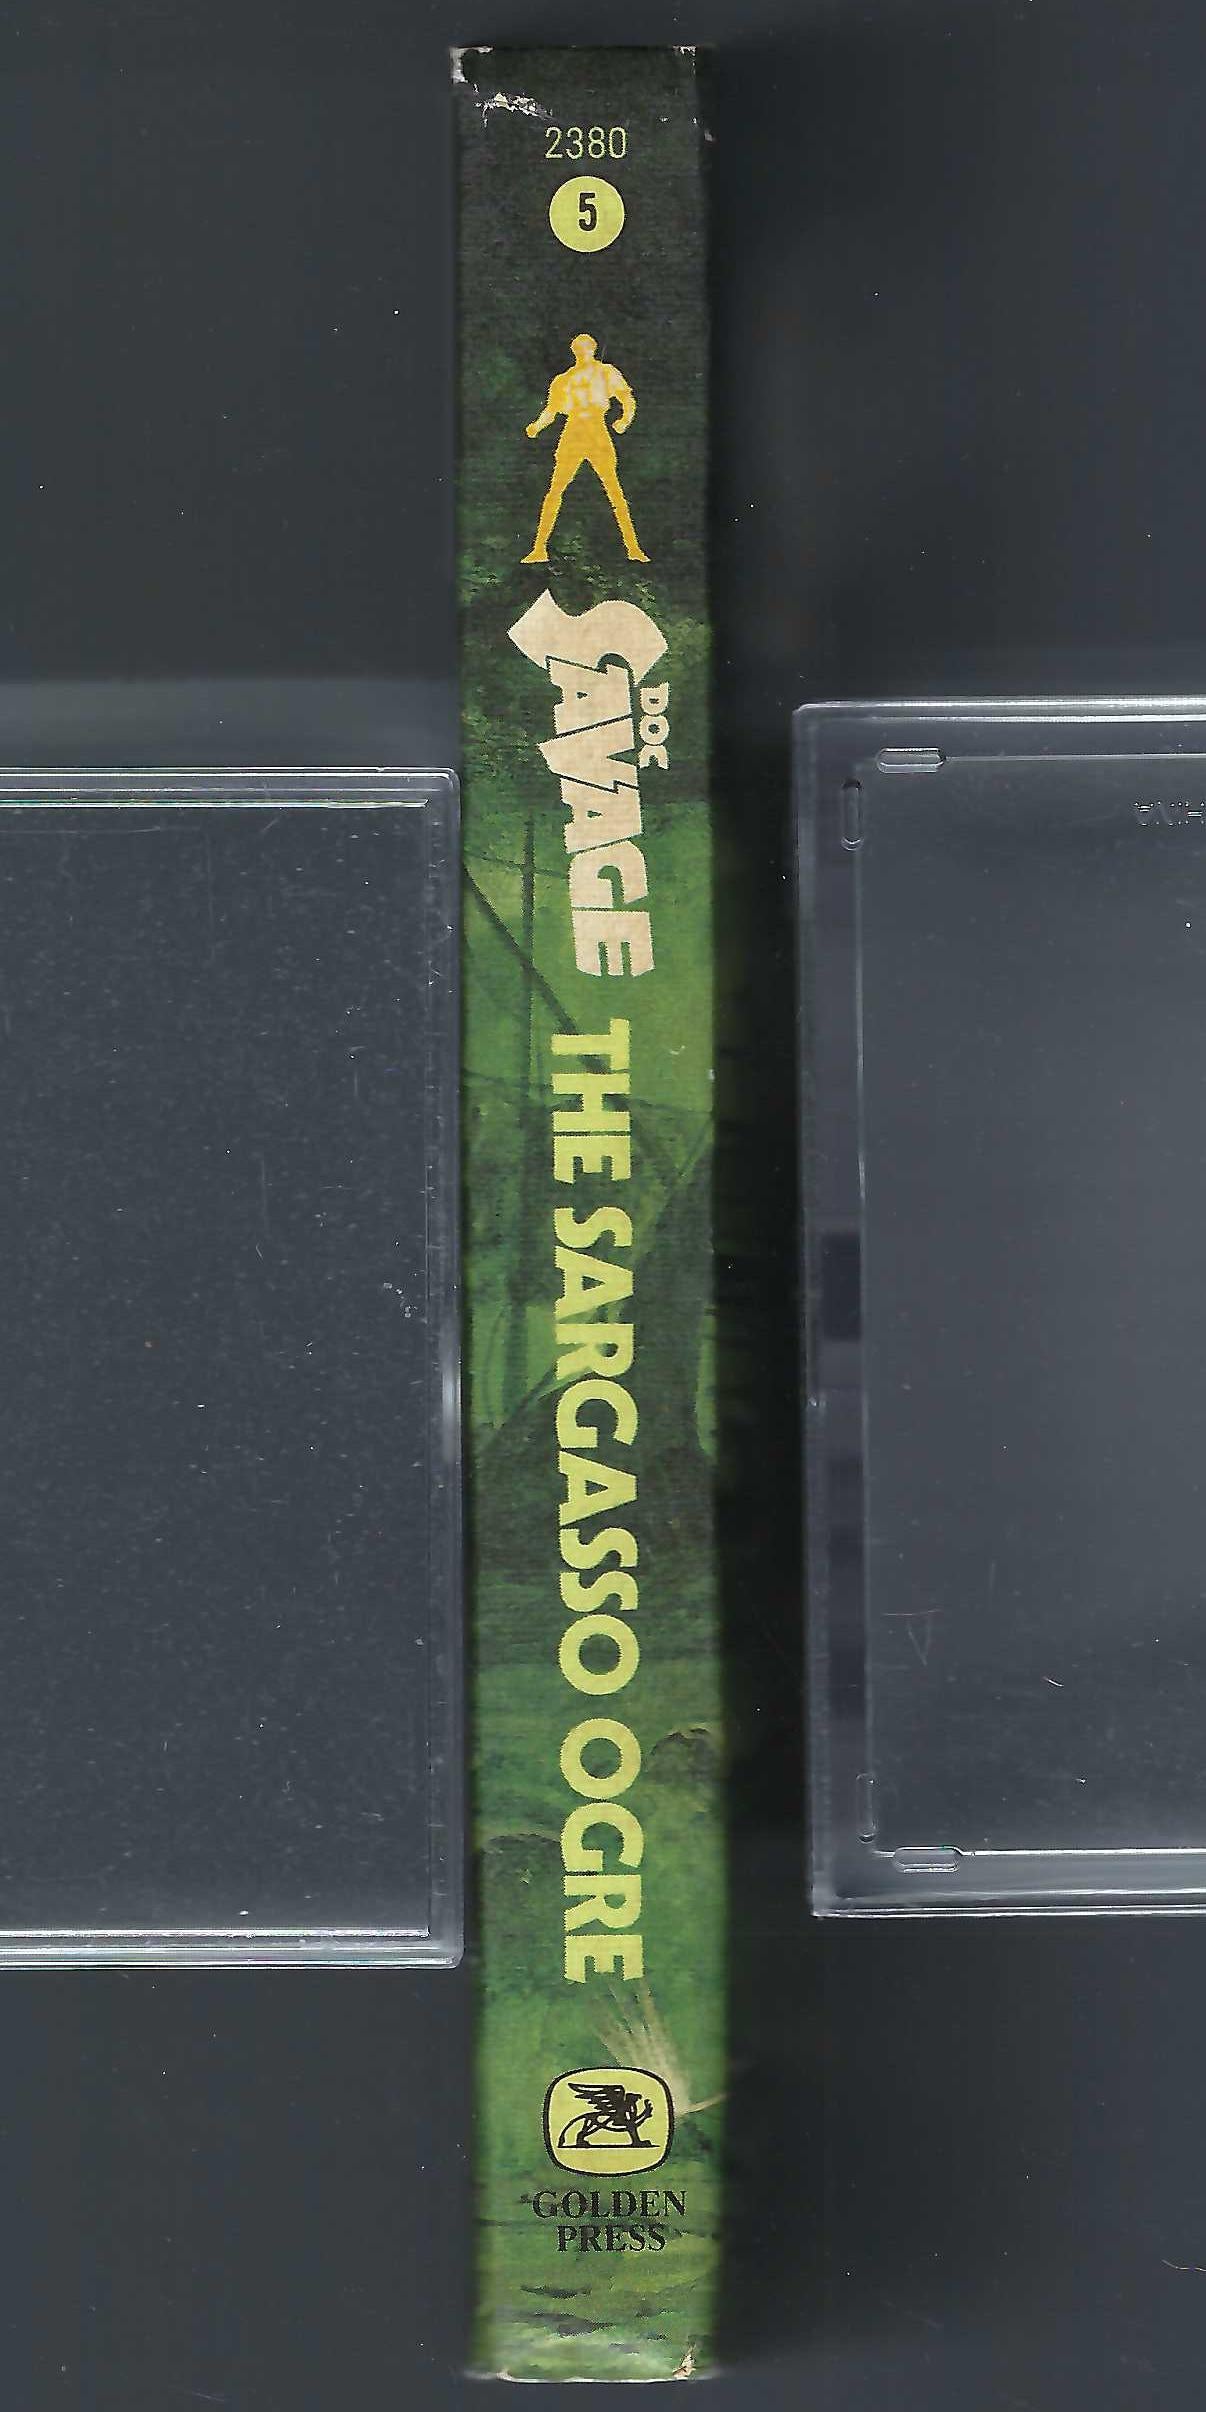 2380
5
DOC
SAVAGE
THE SARGASSO OGRE
GOLDEN
PRESS